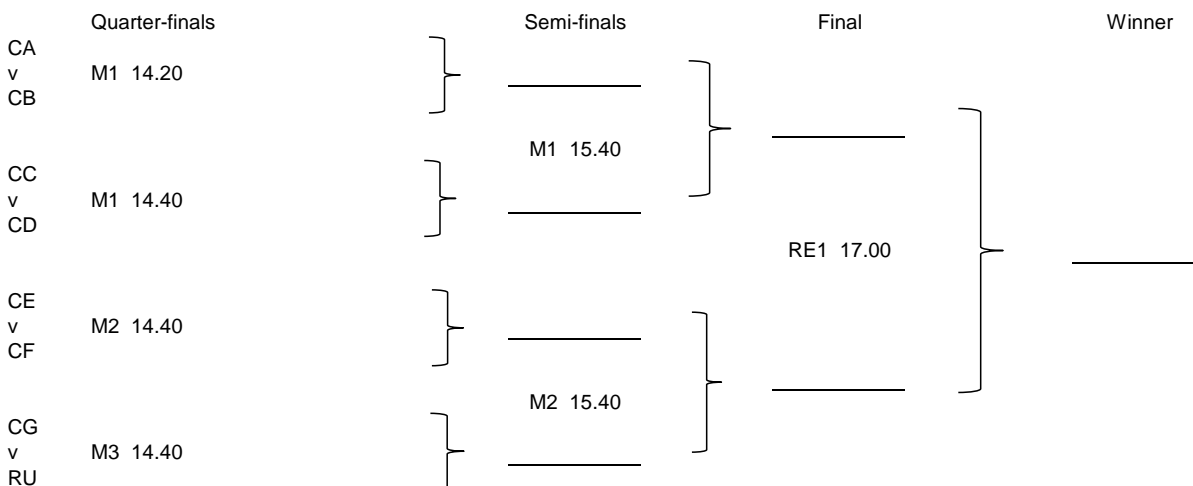 Quarter-finals Semi-finals Final Winner
CA
v M1 14.20
CB
M1 15.40
CC
v M1 14.40
CD
RE1 17.00
CE
v M2 14.40
CF
M2 15.40
CG
v M3 14.40
RU